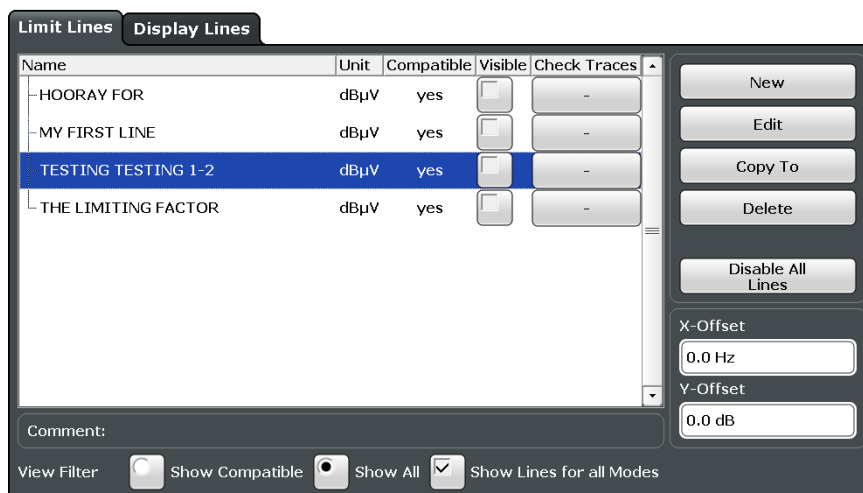 Limit Lines Display Lines
Name Unit Compatible Visible Check Traces
HOORAY FOR dBµV yes -
MY FIRST LINE dBµV yes -
TESTING TESTING 1-2 dBµV yes -
THE LIMITING FACTOR dBµV yes -
Comment:
View Filter Show Compatible Show All Show Lines for all Modes
New
Edit
Copy To
Delete
Disable All
Lines
X-Offset
0.0 Hz
Y-Offset
0.0 dB